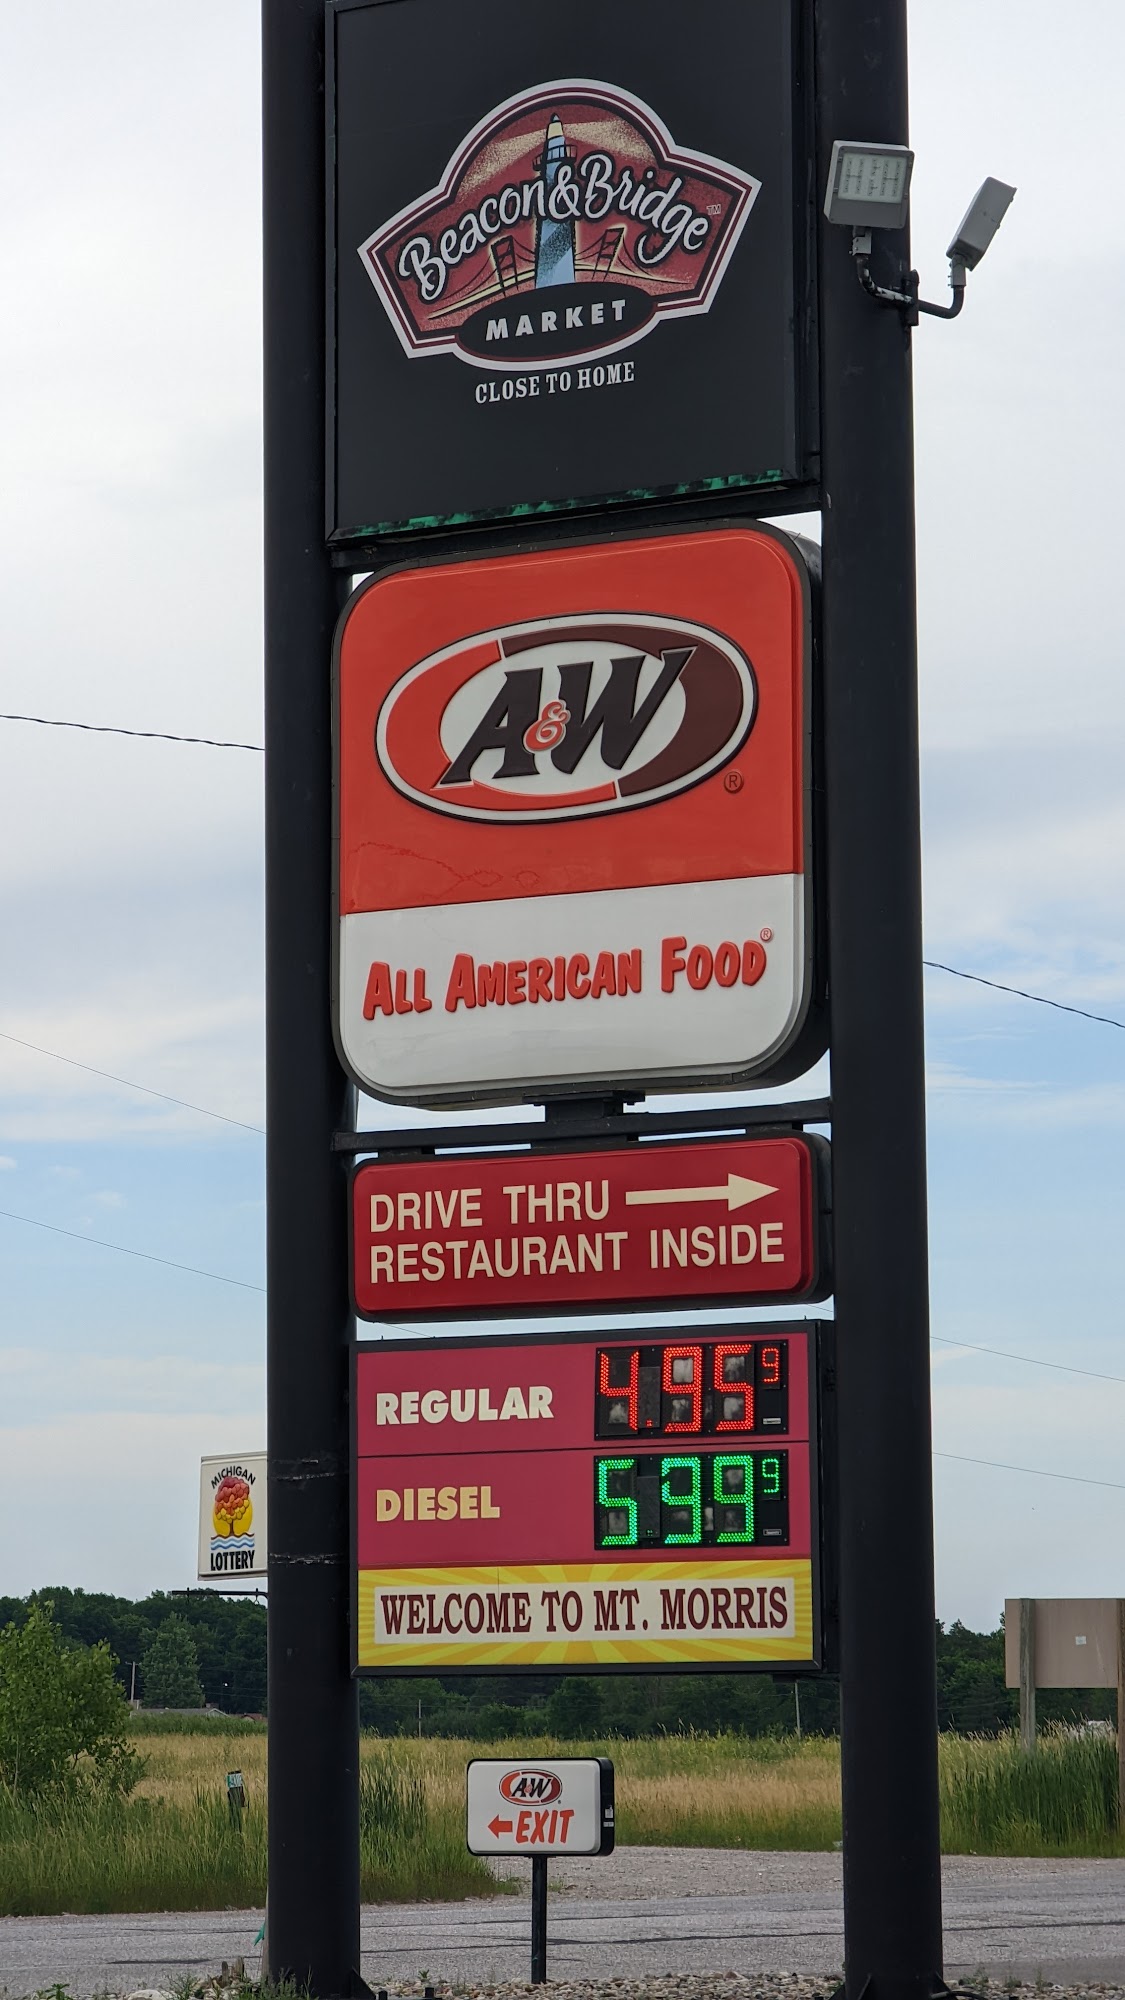 Beacon & Bridge™
MARKET
CLOSE TO HOME
A&W®
ALL AMERICAN FOOD®
DRIVE THRU →
RESTAURANT INSIDE
REGULAR 4.95 9
DIESEL 5.99 9
MICHIGAN
LOTTERY
WELCOME TO MT. MORRIS
A&W
←EXIT